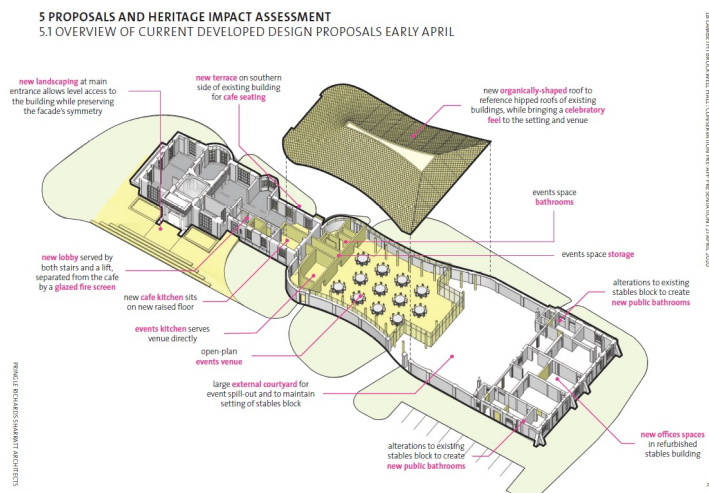 5 PROPOSALS AND HERITAGE IMPACT ASSESSMENT
5.1 OVERVIEW OF CURRENT DEVELOPED DESIGN PROPOSALS EARLY APRIL
new landscaping at main
entrance allows level access to
the building while preserving
the facade's symmetry
new terrace on southern
side of existing building
for cafe seating
new organically-shaped roof to
reference hipped roofs of existing
buildings, while bringing a celebratory
feel to the setting and venue
events space
bathrooms
events space storage
alterations to existing
stables block to create
new public bathrooms
new lobby served by
both stairs and a lift,
separated from the cafe
by a glazed fire screen
new cafe kitchen sits
on new raised floor
events kitchen serves
venue directly
open-plan
events venue
large external courtyard for
event spill-out and to maintain
setting of stables block
alterations to existing
stables block to create
new public bathrooms
new offices spaces
in refurbished
stables building
PRINGLE RICHARDS SHARRATT ARCHITECTS